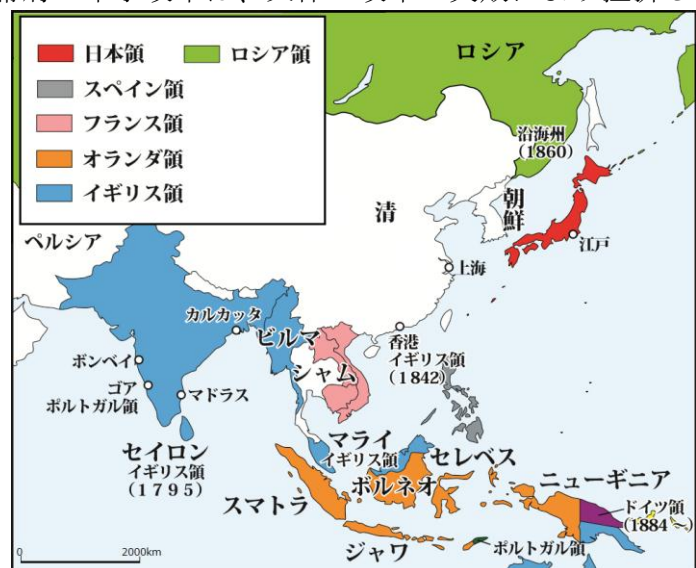 日本領
ロシア領
スペイン領
フランス領
オランダ領
イギリス領
ロシア
沿海州
(1860)
朝鮮
清
江戸
上海
ペルシア
カルカッタ
ビルマ
香港
イギリス領
(1842)
シャム
ボンベイ
ゴア
ポルトガル領
マドラス
セイロン
イギリス領
(1795)
マライ
イギリス領
セレベス
ボルネオ
スマトラ
ニューギニア
ドイツ領
(1884～)
ポルトガル領
ジャワ
0 2000km